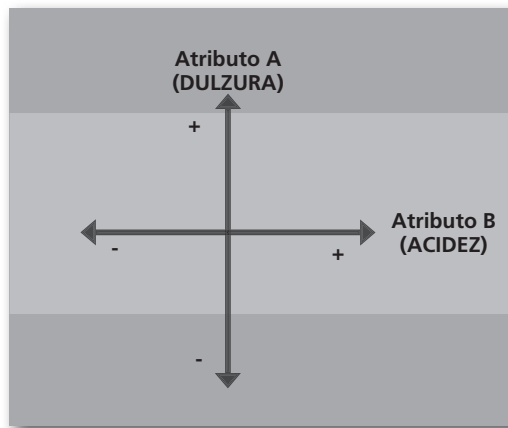 Atributo A
(DULZURA)
+
Atributo B
(ACIDEZ)
-
+
-